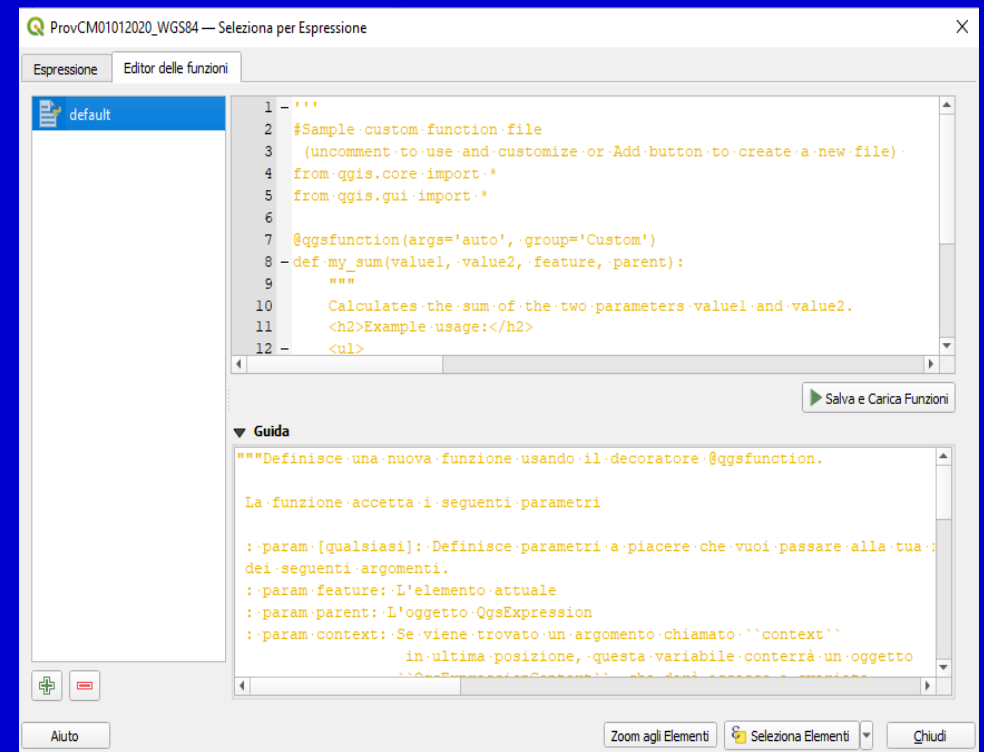 ProvCM01012020_WGS84 — Seleziona per Espressione
Espressione
Editor delle funzioni
default
1 '''
2 #Sample custom function file
3 (uncomment to use and customize or Add button to create a new file)
4 from qgis.core import *
5 from qgis.gui import *
6
7 @qgsfunction(args='auto', group='Custom')
8 def my_sum(value1, value2, feature, parent):
9 """
10 Calculates the sum of the two parameters value1 and value2.
11 <h2>Example usage:</h2>
12 <ul>
Salva e Carica Funzioni
Guida
"""Definisce una nuova funzione usando il decoratore @qgsfunction.
La funzione accetta i seguenti parametri
: param [qualsiasi]: Definisce parametri a piacere che vuoi passare alla tua
dei seguenti argomenti.
: param feature: L'elemento attuale
: param parent: L'oggetto QgsExpression
: param context: Se viene trovato un argomento chiamato ``context``
in ultima posizione, questa variabile conterrà un oggetto
Aiuto
Zoom agli Elementi
Seleziona Elementi
Chiudi